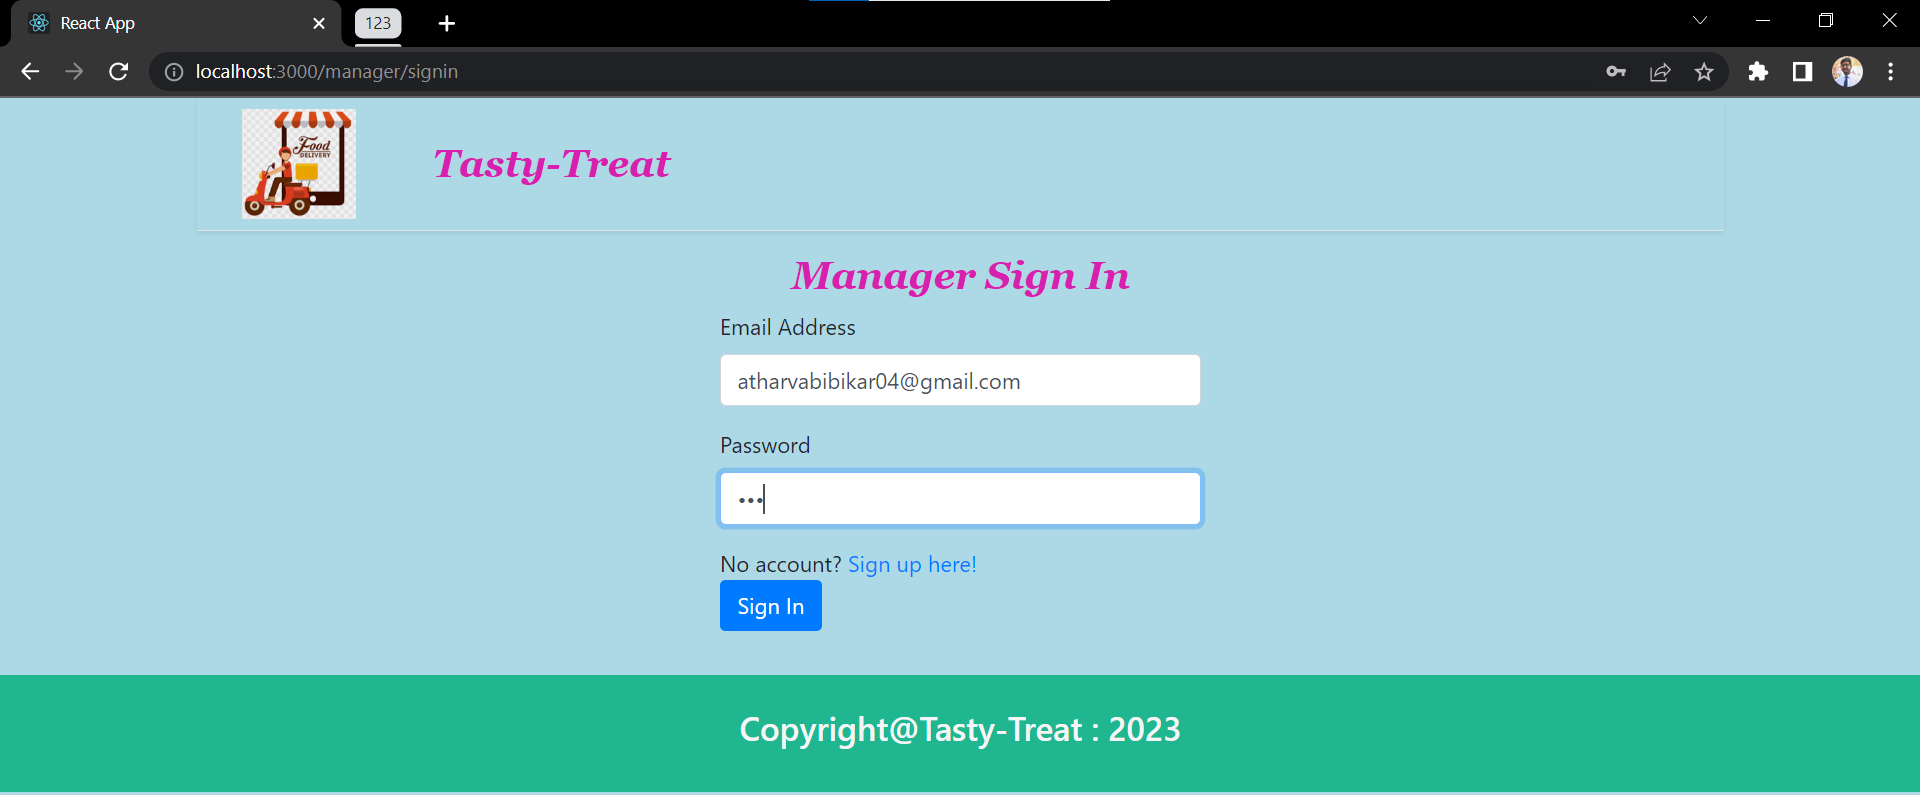 React App
123
localhost:3000/manager/signin
Food
DELIVERY
Tasty-Treat
Manager Sign In
Email Address
atharvabibikar04@gmail.com
Password
•••
No account? Sign up here!
Sign In
Copyright@Tasty-Treat : 2023